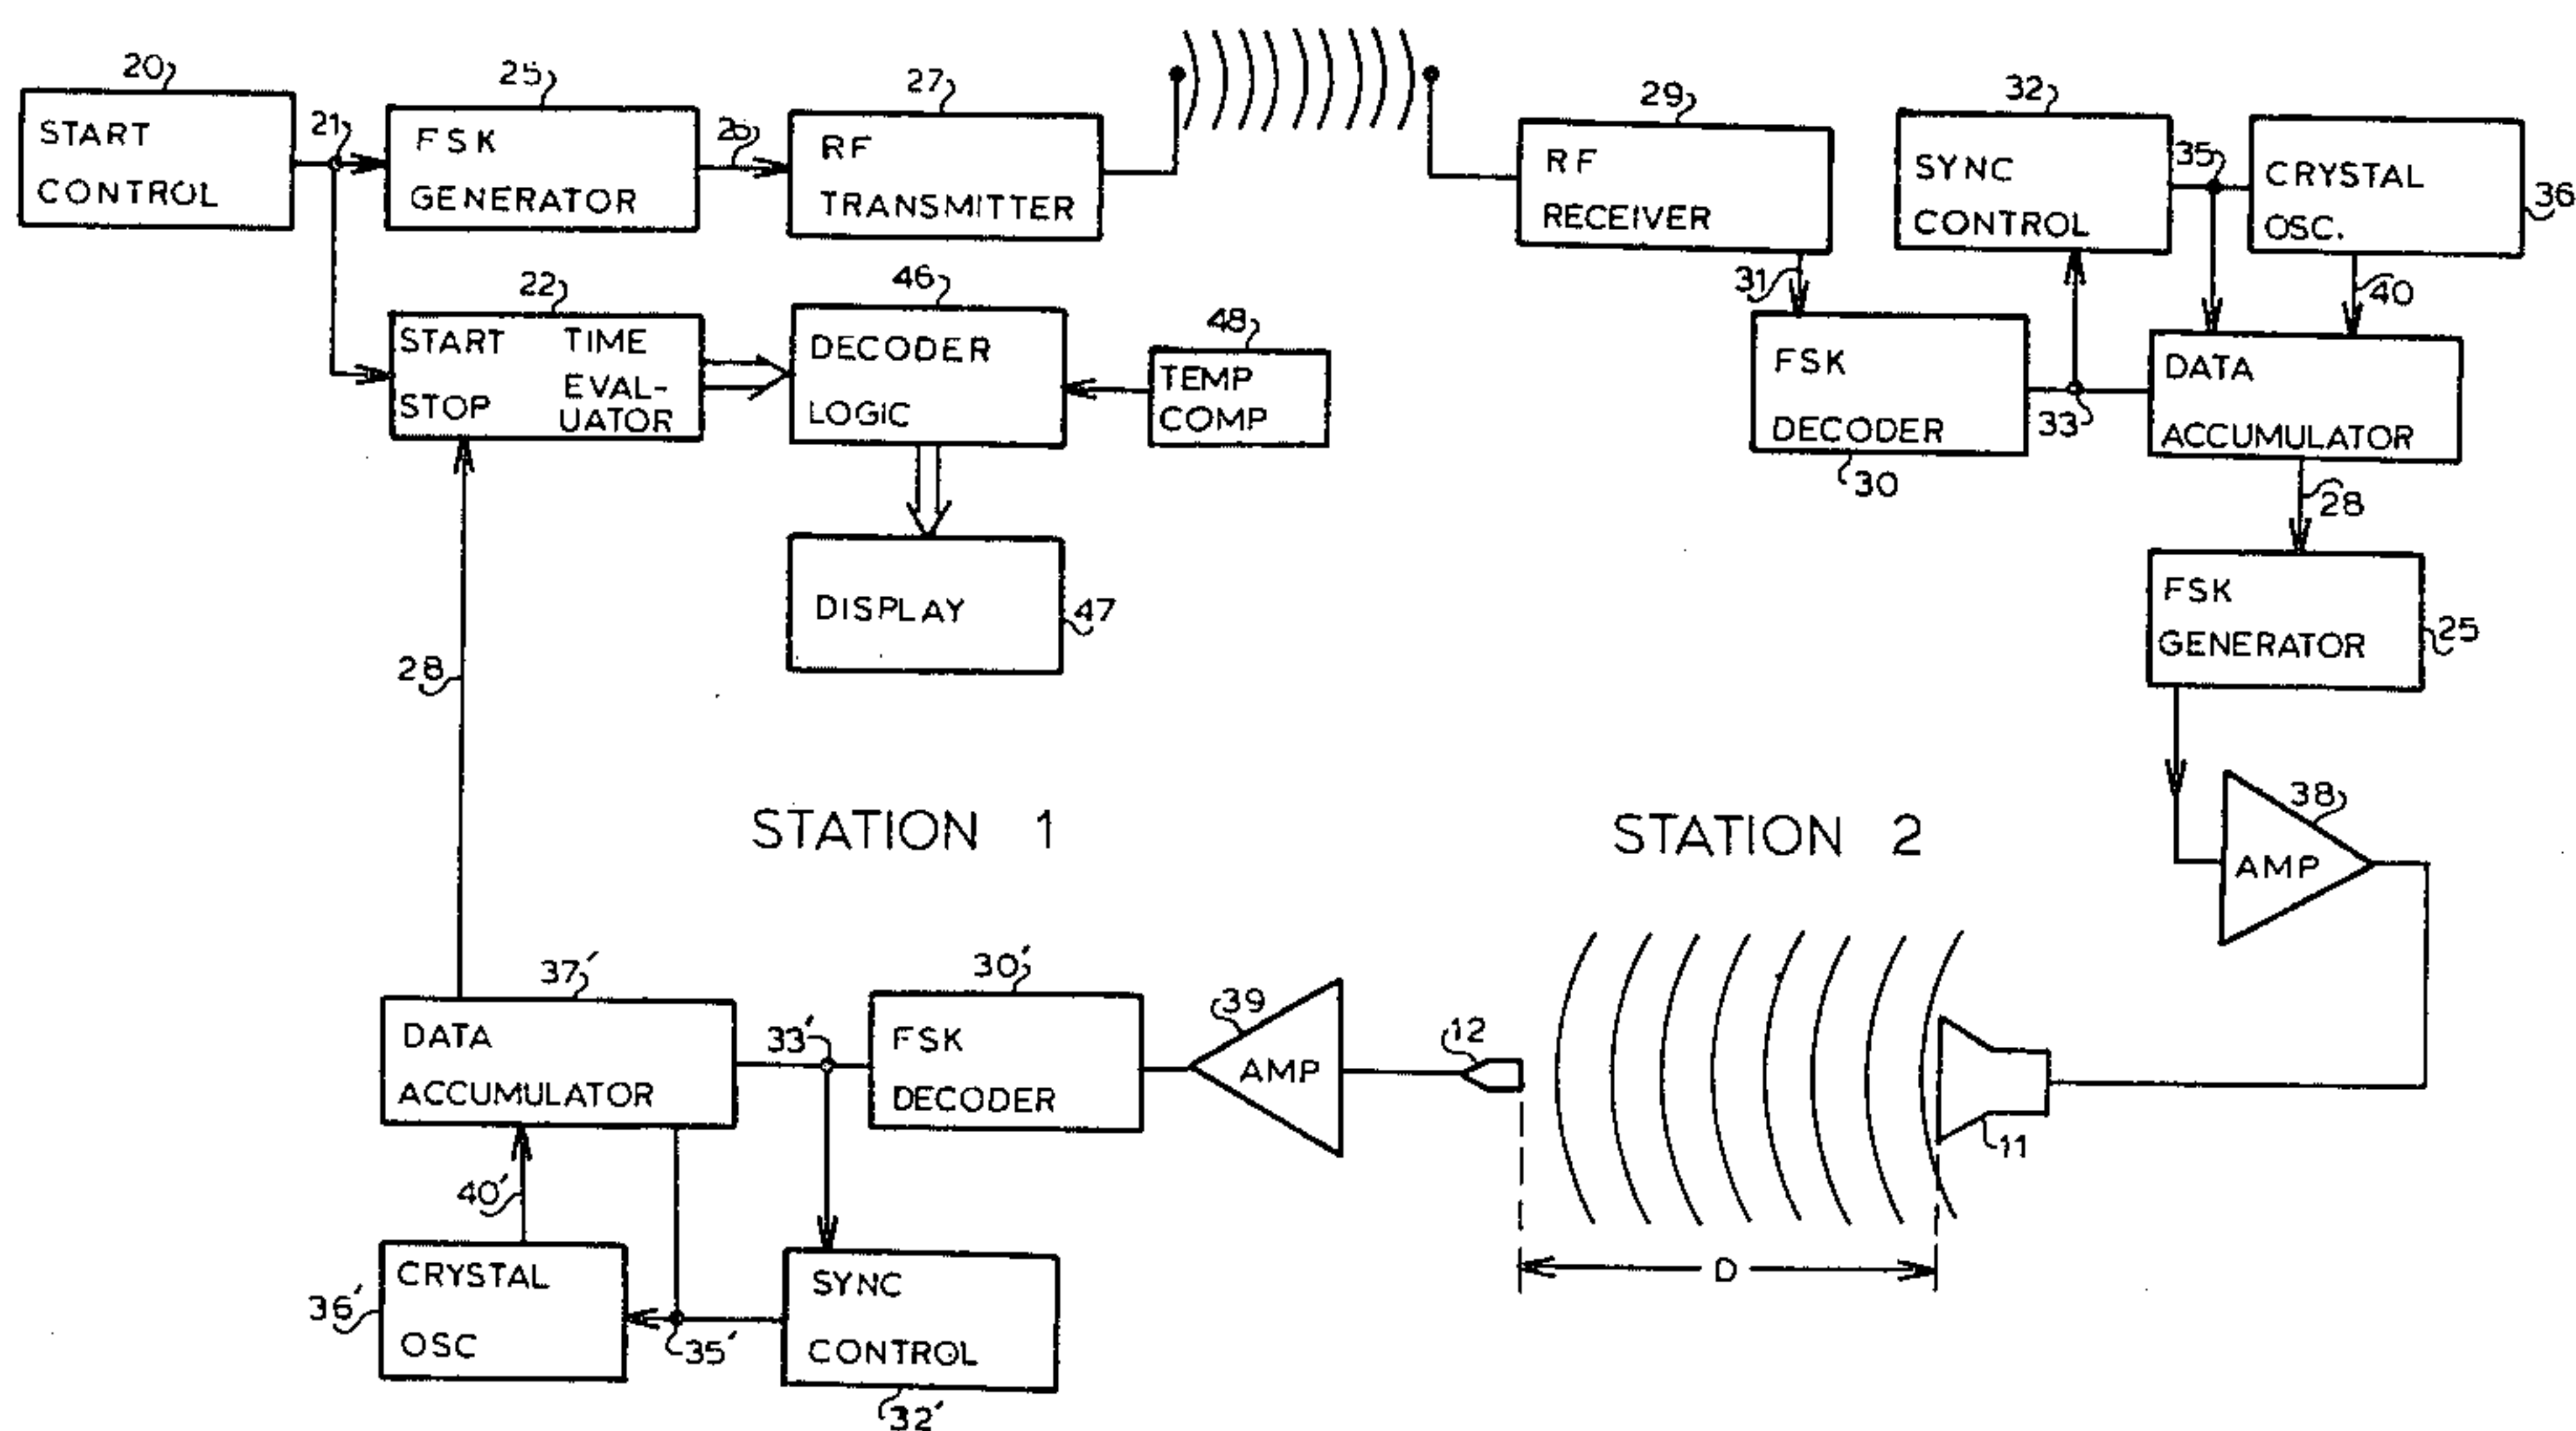 20
START
CONTROL
21
25
FSK
GENERATOR
26
27
RF
TRANSMITTER
29
RF
RECEIVER
31
32
SYNC
CONTROL
35
CRYSTAL
OSC.
36
40
22
START
STOP
TIME
EVAL-
UATOR
46
DECODER
LOGIC
48
TEMP
COMP
FSK
DECODER
30
33
DATA
ACCUMULATOR
28
DISPLAY
47
FSK
GENERATOR
25
28
STATION 1
STATION 2
38
AMP
37'
DATA
ACCUMULATOR
33'
30'
FSK
DECODER
39
AMP
12
11
40'
CRYSTAL
OSC
36'
35'
SYNC
CONTROL
32'
D